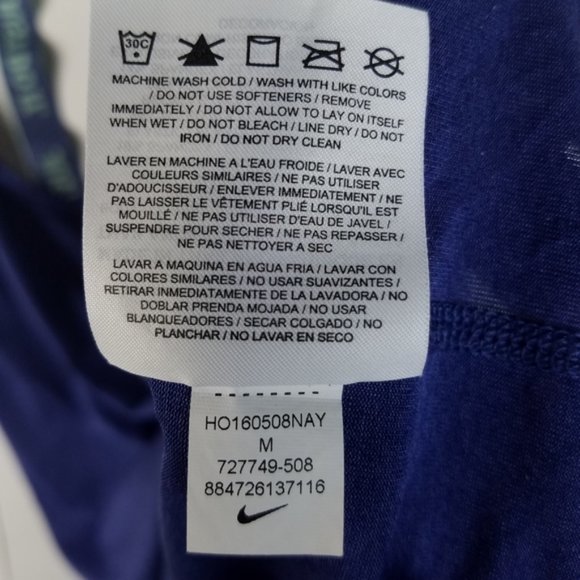 30C
MACHINE WASH COLD / WASH WITH LIKE COLORS
/ DO NOT USE SOFTENERS / REMOVE
IMMEDIATELY / DO NOT ALLOW TO LAY ON ITSELF
WHEN WET / DO NOT BLEACH / LINE DRY / DO NOT
IRON / DO NOT DRY CLEAN
LAVER EN MACHINE A L'EAU FROIDE / LAVER AVEC
COULEURS SIMILAIRES / NE PAS UTILISER
D'ADOUCISSEUR / ENLEVER IMMEDIATEMENT / NE
PAS LAISSER LE VÊTEMENT PLIÉ LORSQU'IL EST
MOUILLÉ / NE PAS UTILISER D'EAU DE JAVEL /
SUSPENDRE POUR SECHER / NE PAS REPASSER /
NE PAS NETTOYER A SEC
LAVAR A MAQUINA EN AGUA FRIA / LAVAR CON
COLORES SIMILARES / NO USAR SUAVIZANTES /
RETIRAR INMEDIATAMENTE DE LA LAVADORA / NO
DOBLAR PRENDA MOJADA / NO USAR
BLANQUEADORES / SECAR COLGADO / NO
PLANCHAR / NO LAVAR EN SECO
HO160508NAY
M
727749-508
884726137116